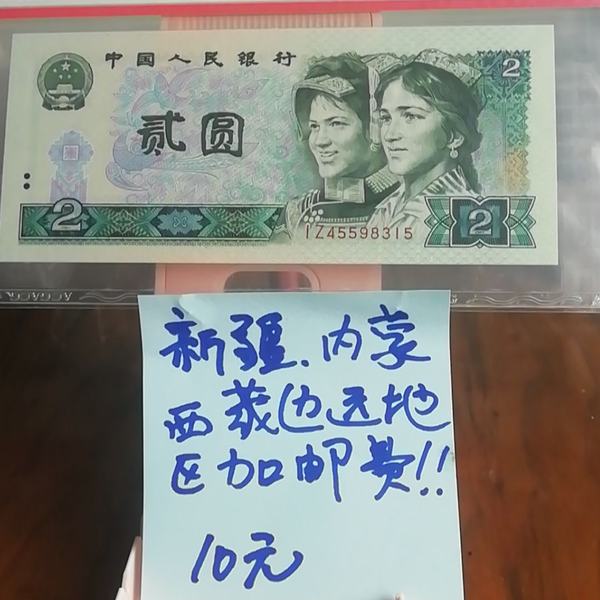 中国人民银行
2
贰圆
IZ45598315
2
2
新疆.内蒙
西藏边远地
区加邮费!!
10元